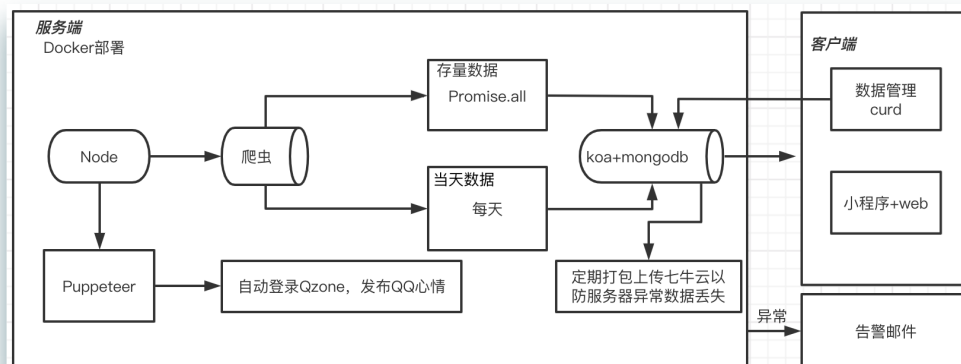 服务端
Docker部署
客户端
存量数据
Promise.all
数据管理
curd
Node
爬虫
koa+mongodb
当天数据
每天
小程序+web
Puppeteer
自动登录Qzone，发布QQ心情
定期打包上传七牛云以
防服务器异常数据丢失
异常
告警邮件